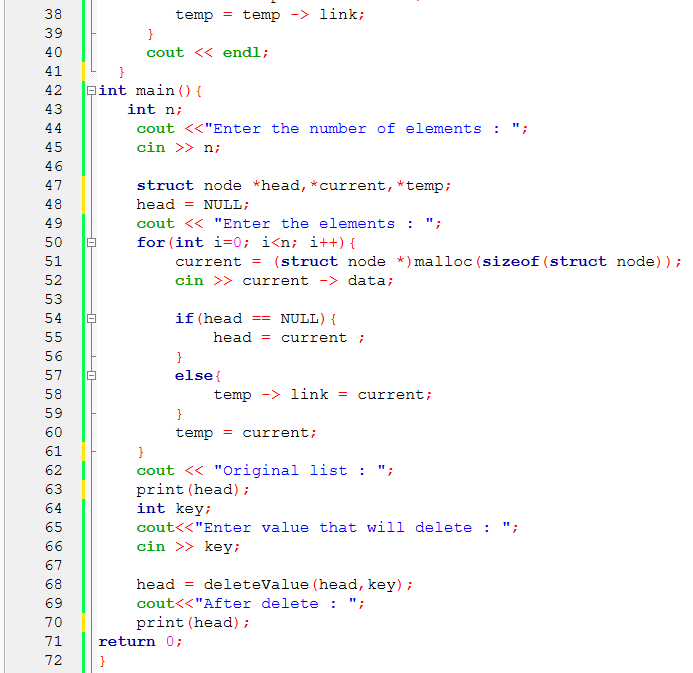 38 temp = temp -> link;
39 }
40 cout << endl;
41 }
42 int main(){
43 int n;
44 cout <<"Enter the number of elements : ";
45 cin >> n;
46
47 struct node *head,*current,*temp;
48 head = NULL;
49 cout << "Enter the elements : ";
50 for(int i=0; i<n; i++){
51 current = (struct node *)malloc(sizeof(struct node));
52 cin >> current -> data;
53
54 if(head == NULL){
55 head = current ;
56 }
57 else{
58 temp -> link = current;
59 }
60 temp = current;
61 }
62 cout << "Original list : ";
63 print(head);
64 int key;
65 cout<<"Enter value that will delete : ";
66 cin >> key;
67
68 head = deleteValue(head,key);
69 cout<<"After delete : ";
70 print(head);
71 return 0;
72 }